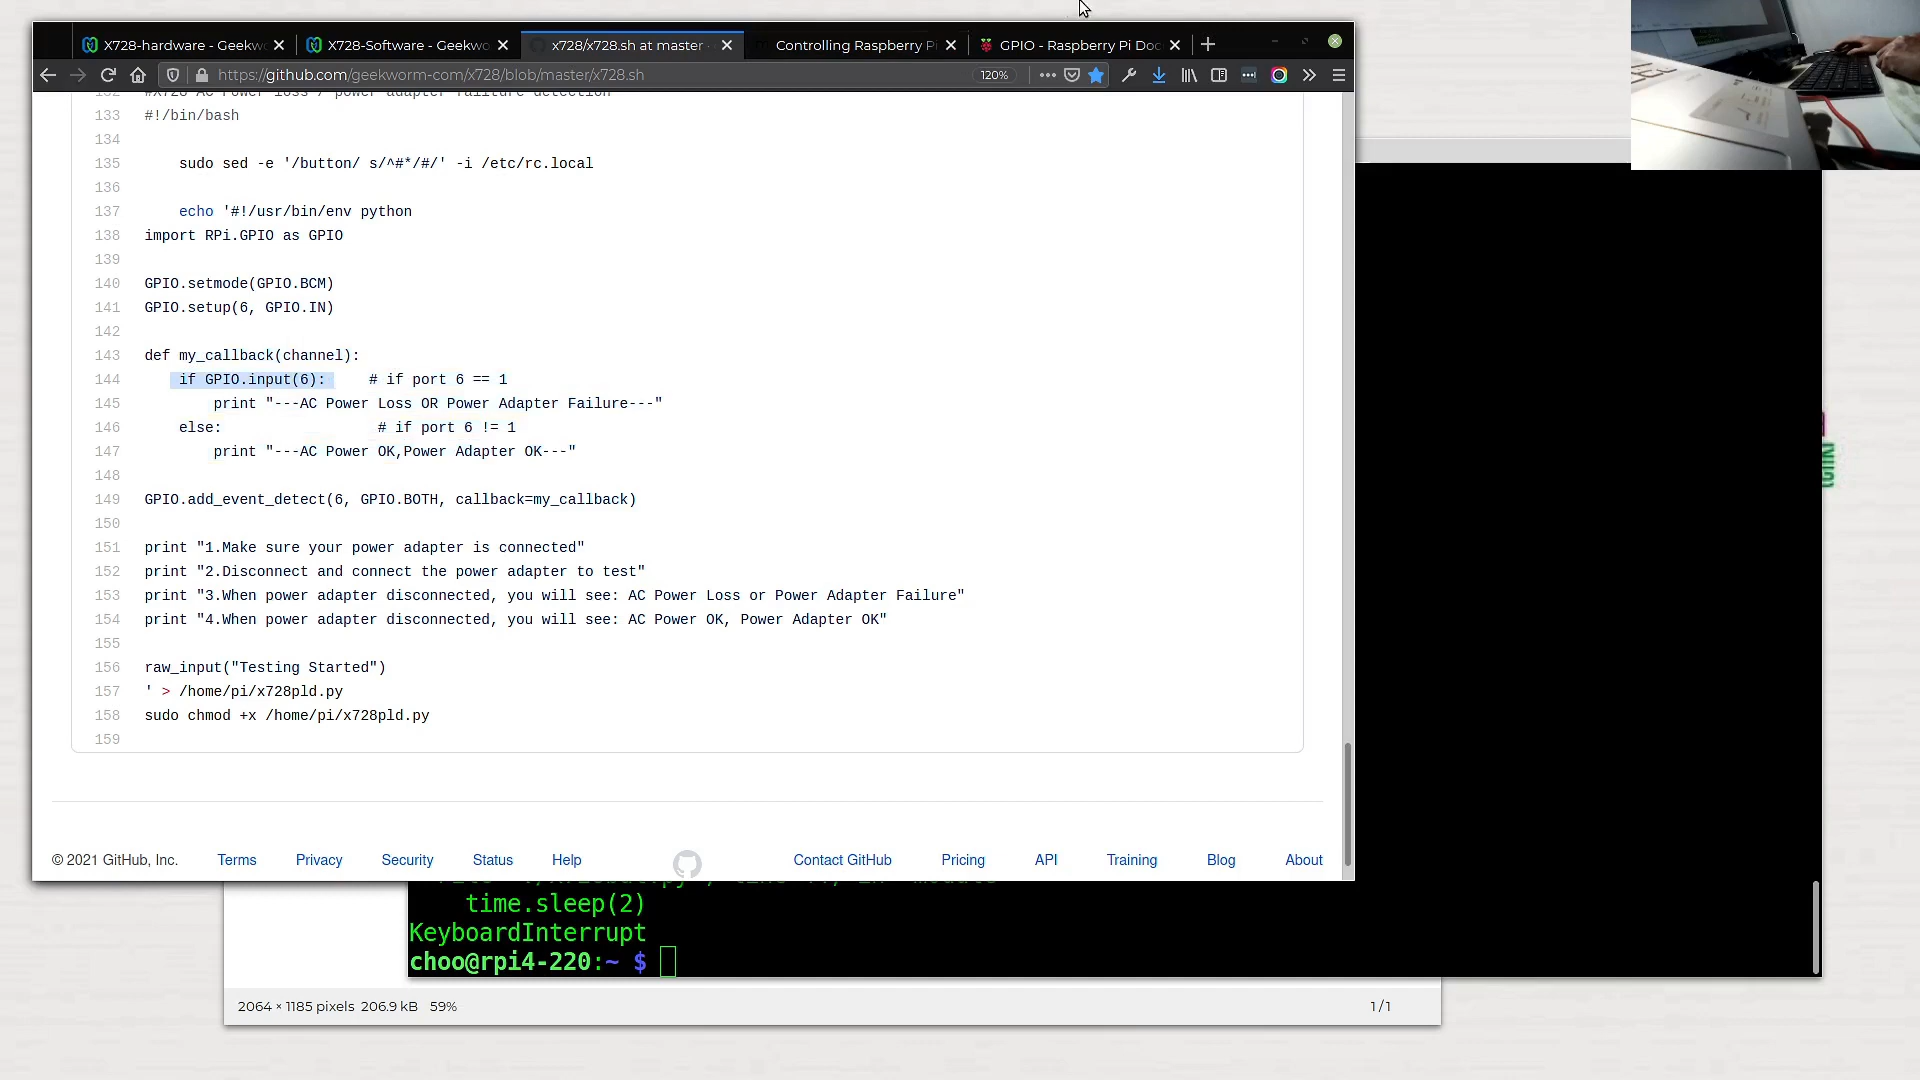 X728-hardware - Geekwo
X728-Software - Geekwo
x728/x728.sh at master ·
Controlling Raspberry Pi
GPIO - Raspberry Pi Doc
https://github.com/geekworm-com/x728/blob/master/x728.sh
120%
132 #X728 AC Power loss / power adapter failture detection
133 #!/bin/bash
134
135 sudo sed -e '/button/ s/^#*/#/' -i /etc/rc.local
136
137 echo '#!/usr/bin/env python
138 import RPi.GPIO as GPIO
139
140 GPIO.setmode(GPIO.BCM)
141 GPIO.setup(6, GPIO.IN)
142
143 def my_callback(channel):
144 if GPIO.input(6): # if port 6 == 1
145 print "---AC Power Loss OR Power Adapter Failure---"
146 else: # if port 6 != 1
147 print "---AC Power OK,Power Adapter OK---"
148
149 GPIO.add_event_detect(6, GPIO.BOTH, callback=my_callback)
150
151 print "1.Make sure your power adapter is connected"
152 print "2.Disconnect and connect the power adapter to test"
153 print "3.When power adapter disconnected, you will see: AC Power Loss or Power Adapter Failure"
154 print "4.When power adapter disconnected, you will see: AC Power OK, Power Adapter OK"
155
156 raw_input("Testing Started")
157 ' > /home/pi/x728pld.py
158 sudo chmod +x /home/pi/x728pld.py
159
© 2021 GitHub, Inc. Terms Privacy Security Status Help Contact GitHub Pricing API Training Blog About
time.sleep(2)
KeyboardInterrupt
choo@rpi4-220:~ $
2064 × 1185 pixels 206.9 kB 59% 1 / 1